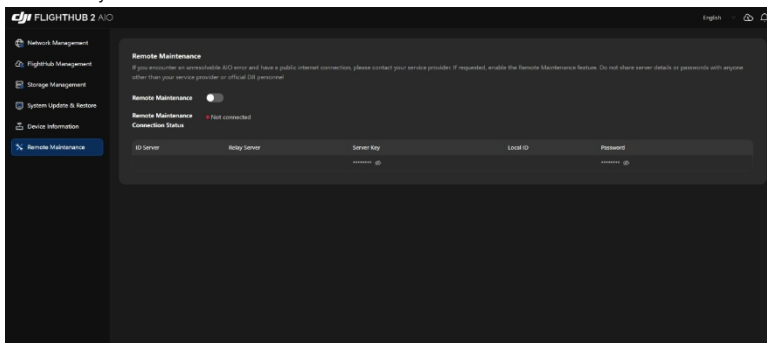 dji FLIGHTHUB 2 AIO
English
Network Management
FlightHub Management
Storage Management
System Update & Restore
Device Information
Remote Maintenance
Remote Maintenance
If you encounter an unresolvable AIO error and have a public internet connection, please contact your service provider. If requested, enable the Remote Maintenance feature. Do not share server details or passwords with anyone
other than your service provider or official DJI personnel
Remote Maintenance
Remote Maintenance
Connection Status
Not connected
ID Server Relay Server Server Key Local ID Password
******** ********